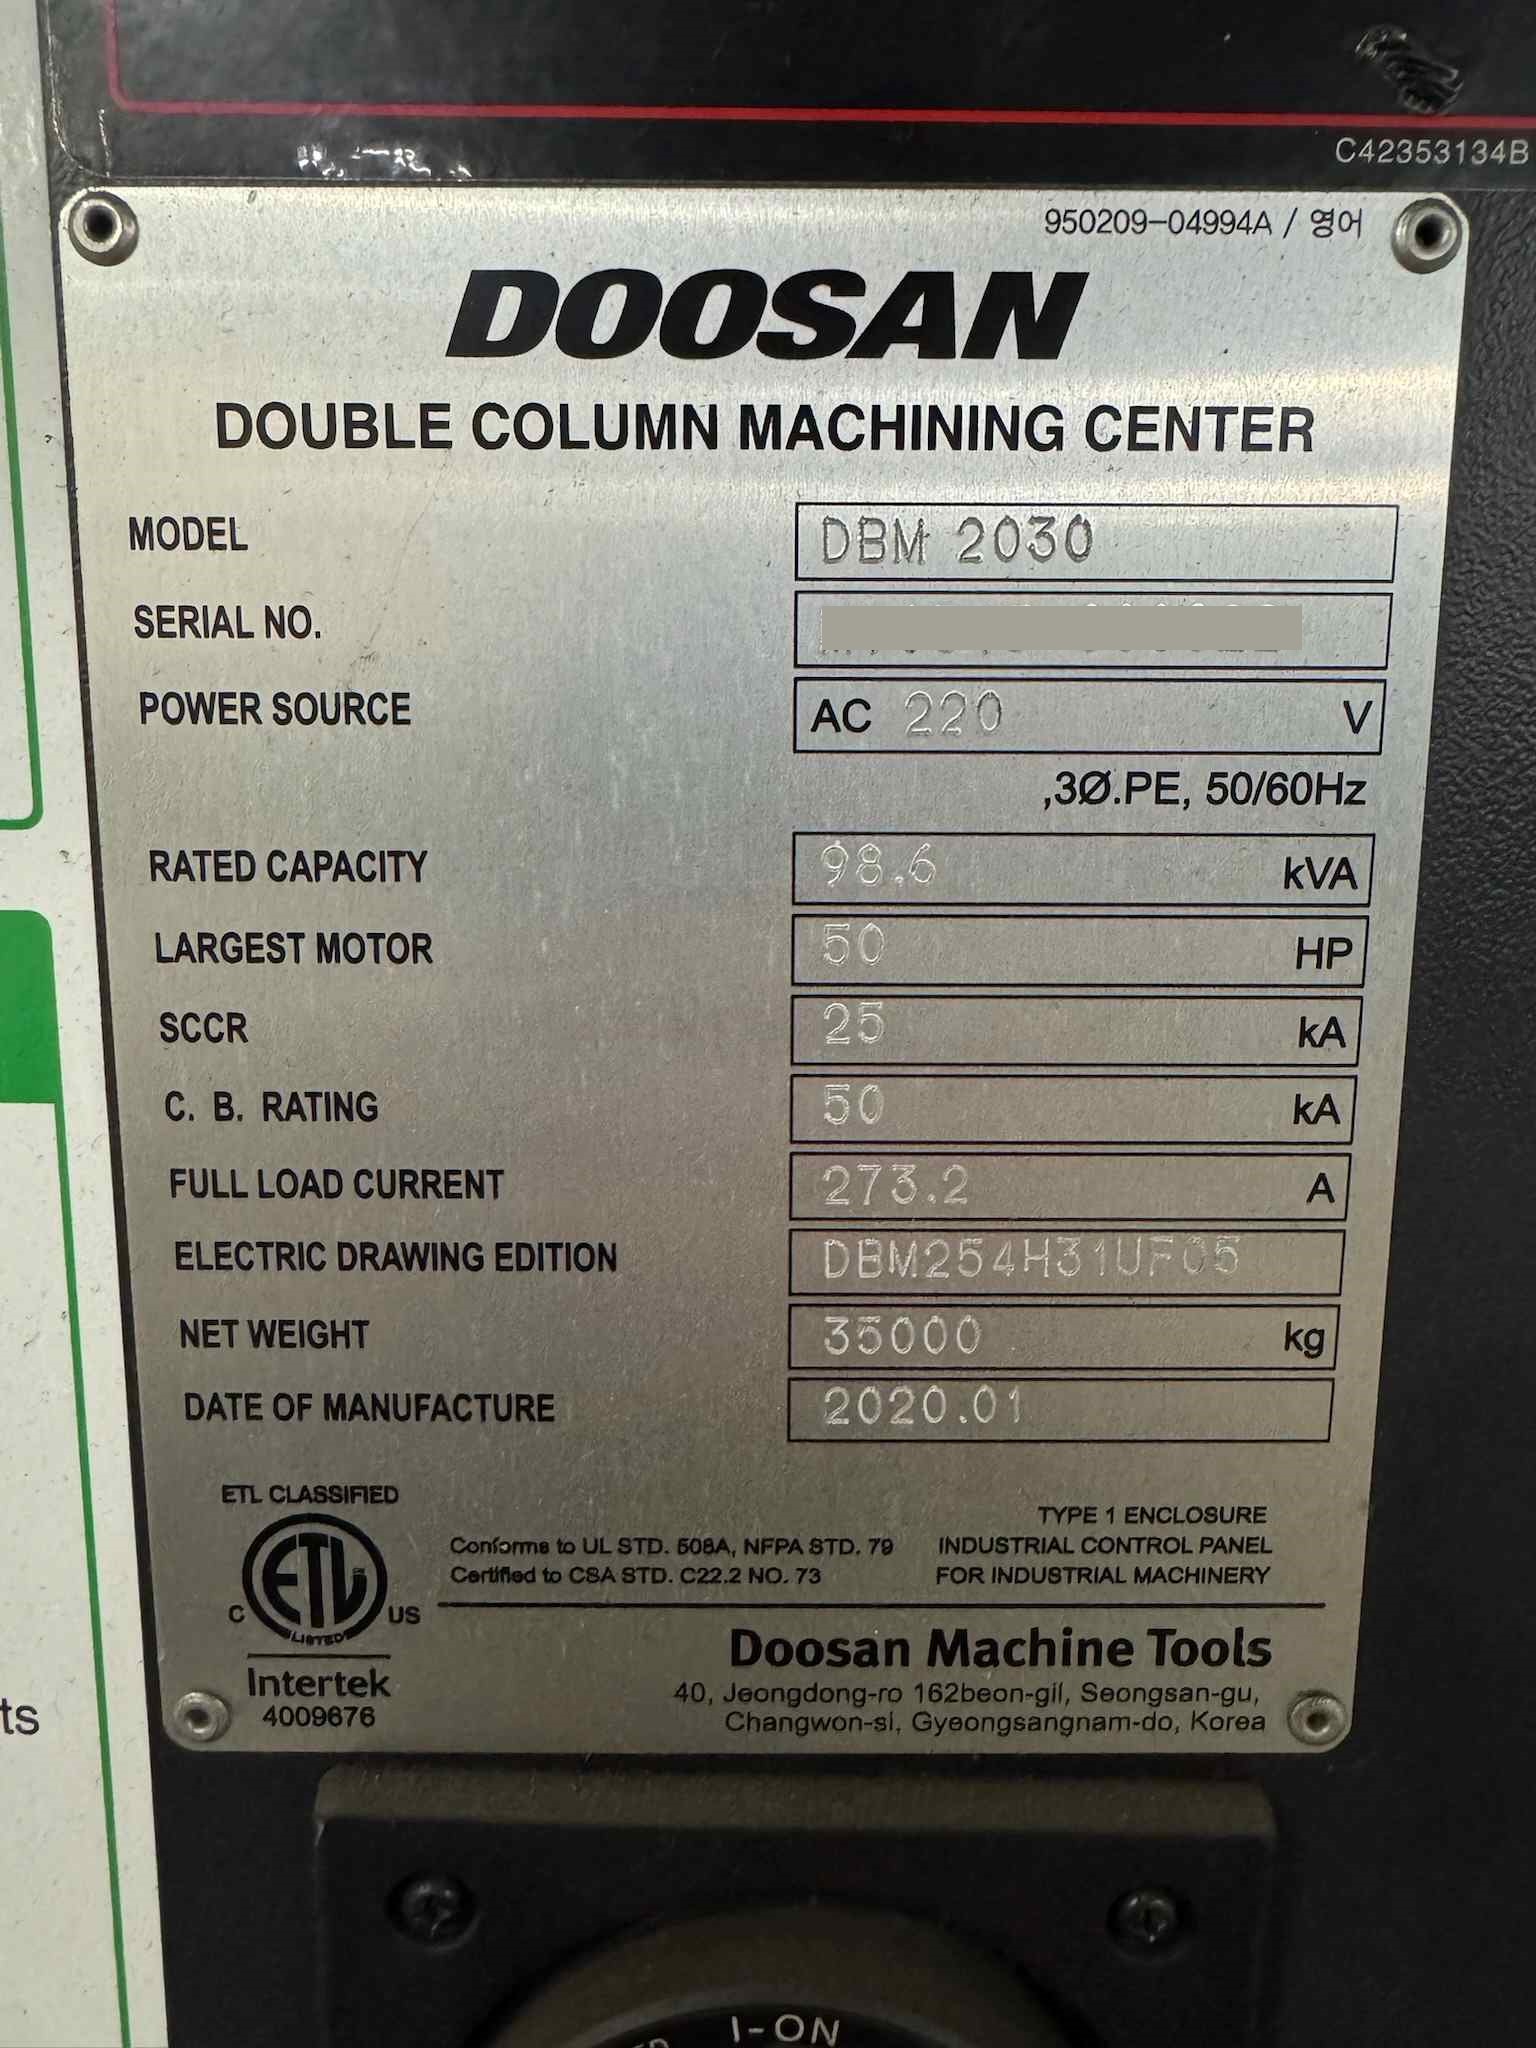 C42353134B
950209-04994A / 영어
DOOSAN
DOUBLE COLUMN MACHINING CENTER
MODEL DBM 2030
SERIAL NO.
POWER SOURCE AC 220 V
,3Ø.PE, 50/60Hz
RATED CAPACITY 98.6 kVA
LARGEST MOTOR 50 HP
SCCR 25 kA
C. B. RATING 50 kA
FULL LOAD CURRENT 273.2 A
ELECTRIC DRAWING EDITION DBM254H31UF05
NET WEIGHT 35000 kg
DATE OF MANUFACTURE 2020.01
ETL CLASSIFIED
ETL
LISTED
C US
Intertek
4009676
Conforms to UL STD. 508A, NFPA STD. 79
Certified to CSA STD. C22.2 NO. 73
TYPE 1 ENCLOSURE
INDUSTRIAL CONTROL PANEL
FOR INDUSTRIAL MACHINERY
Doosan Machine Tools
40, Jeongdong-ro 162beon-gil, Seongsan-gu,
Changwon-si, Gyeongsangnam-do, Korea
ts
I-ON